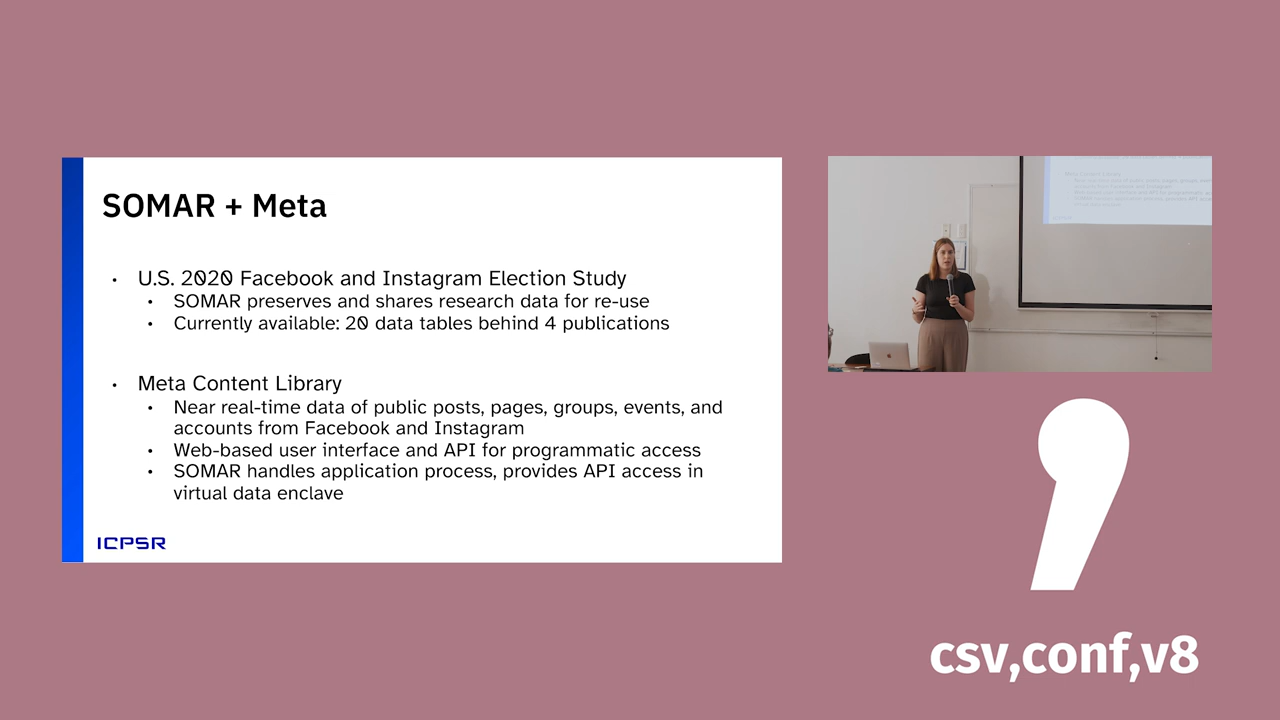 SOMAR + Meta
• U.S. 2020 Facebook and Instagram Election Study
• SOMAR preserves and shares research data for re-use
• Currently available: 20 data tables behind 4 publications
• Meta Content Library
• Near real-time data of public posts, pages, groups, events, and
accounts from Facebook and Instagram
• Web-based user interface and API for programmatic access
• SOMAR handles application process, provides API access in
virtual data enclave
ICPSR
csv,conf,v8